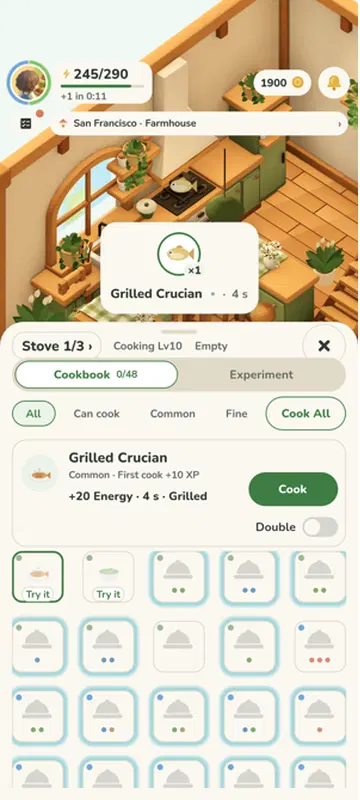 245/290
+1 in 0:11
1900
San Francisco · Farmhouse ›
×1
Grilled Crucian · 4 s
Stove 1/3 › Cooking Lv10 Empty
Cookbook 0/48 Experiment
All Can cook Common Fine Cook All
Grilled Crucian
Common · First cook +10 XP
+20 Energy · 4 s · Grilled
Cook
Double
Try it Try it